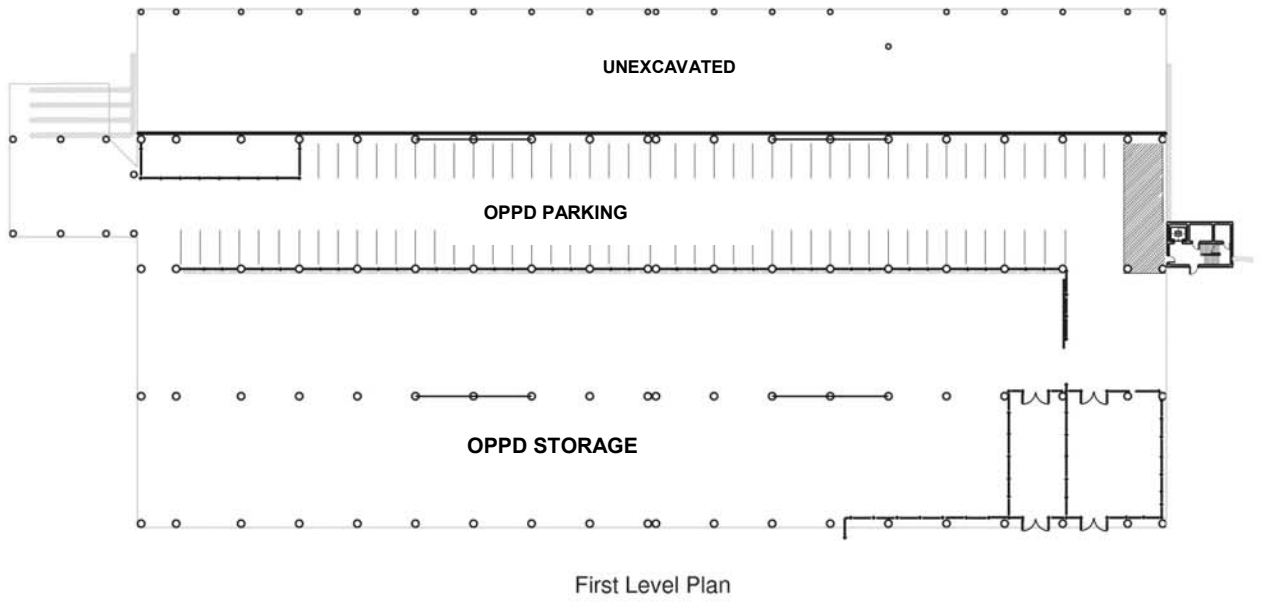 UNEXCAVATED
OPPD PARKING
OPPD STORAGE
First Level Plan